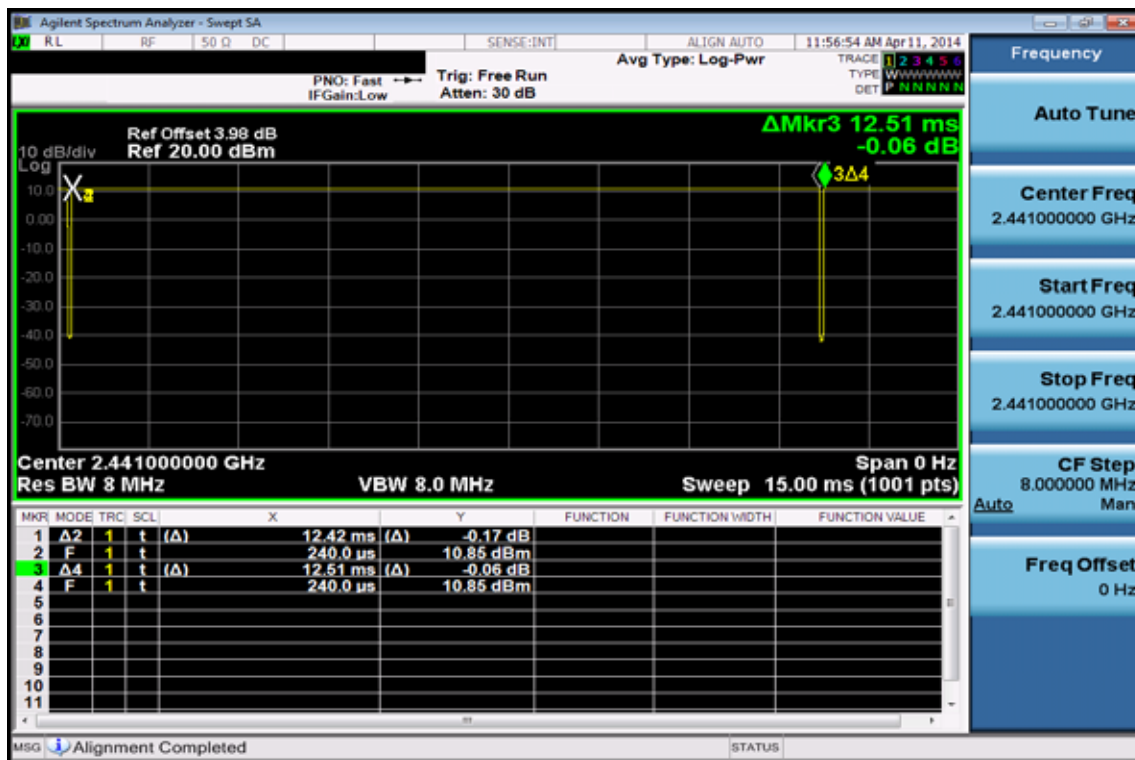 Agilent Spectrum Analyzer - Swept SA
RL RF 50 Ω DC SENSE:INT ALIGN AUTO 11:56:54 AM Apr 11, 2014
Frequency
Avg Type: Log-Pwr
TRACE 1 2 3 4 5 6
PNO: Fast Trig: Free Run
TYPE WWWWWWW
IFGain:Low Atten: 30 dB
DET P N N N N N
Auto Tune
ΔMkr3 12.51 ms
-0.06 dB
Ref Offset 3.98 dB
10 dB/div Ref 20.00 dBm
Log
3Δ4
10.0
0.00
-10.0
-20.0
-30.0
-40.0
-50.0
-60.0
-70.0
Center Freq
2.441000000 GHz
Start Freq
2.441000000 GHz
Stop Freq
2.441000000 GHz
Center 2.441000000 GHz Span 0 Hz
Res BW 8 MHz VBW 8.0 MHz Sweep 15.00 ms (1001 pts)
CF Step
8.000000 MHz
Auto Man
MKR MODE TRC SCL X Y FUNCTION FUNCTION WIDTH FUNCTION VALUE
1 Δ2 1 t (Δ) 12.42 ms (Δ) -0.17 dB
2 F 1 t 240.0 µs 10.85 dBm
3 Δ4 1 t (Δ) 12.51 ms (Δ) -0.06 dB
4 F 1 t 240.0 µs 10.85 dBm
5
6
7
8
9
10
11
Freq Offset
0 Hz
MSG Alignment Completed STATUS